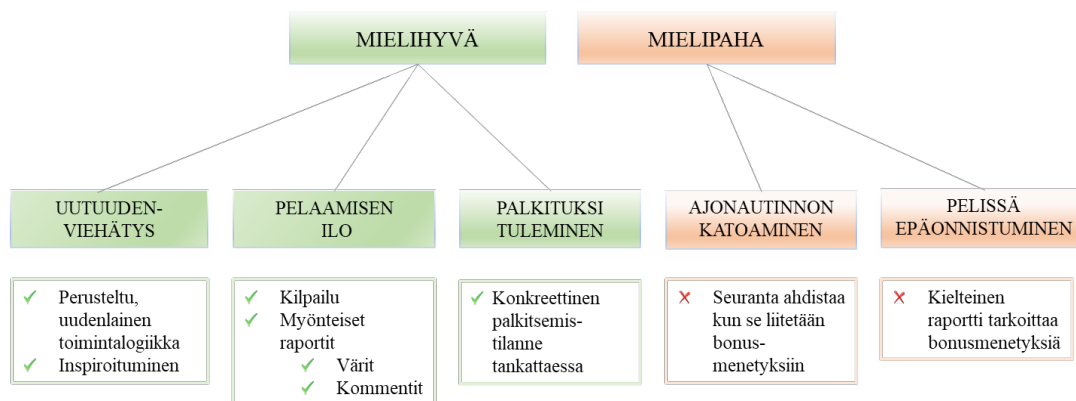 MIELIHYVÄ
MIELIPAHA
UUTUUDEN-
VIEHÄTYS
PELAAMISEN
ILO
PALKITUKSI
TULEMINEN
AJONAUTINNON
KATOAMINEN
PELISSÄ
EPÄONNISTUMINEN
Perusteltu,
uudenlainen
toimintalogiikka
Inspiroituminen
Kilpailu
Myönteiset
raportit
Värit
Kommentit
Konkreettinen
palkitsemis-
tilanne
tankattaessa
Seuranta ahdistaa
kun se liitetään
bonus-
menetyksiin
Kielteinen
raportti tarkoittaa
bonusmenetyksiä